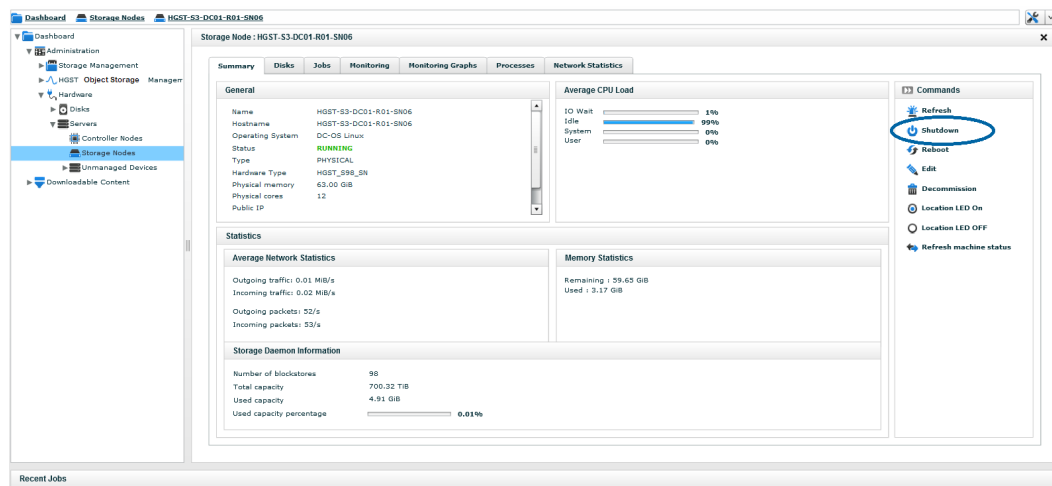 Dashboard Storage Nodes HGST-S3-DC01-R01-SN06
Dashboard
Administration
Storage Management
HGST Object Storage Managem
Hardware
Disks
Servers
Controller Nodes
Storage Nodes
Unmanaged Devices
Downloadable Content
Storage Node : HGST-S3-DC01-R01-SN06
Summary Disks Jobs Monitoring Monitoring Graphs Processes Network Statistics
General
Name HGST-S3-DC01-R01-SN06
Hostname HGST-S3-DC01-R01-SN06
Operating System DC-OS Linux
Status RUNNING
Type PHYSICAL
Hardware Type HGST_S98_SN
Physical memory 63.00 GiB
Physical cores 12
Public IP
Average CPU Load
IO Wait 1%
Idle 99%
System 0%
User 0%
Statistics
Average Network Statistics
Outgoing traffic: 0.01 MiB/s
Incoming traffic: 0.02 MiB/s
Outgoing packets: 52/s
Incoming packets: 53/s
Memory Statistics
Remaining : 59.65 GiB
Used : 3.17 GiB
Storage Daemon Information
Number of blockstores 98
Total capacity 700.32 TiB
Used capacity 4.91 GiB
Used capacity percentage 0.01%
Commands
Refresh
Shutdown
Reboot
Edit
Decommission
Location LED On
Location LED OFF
Refresh machine status
Recent Jobs